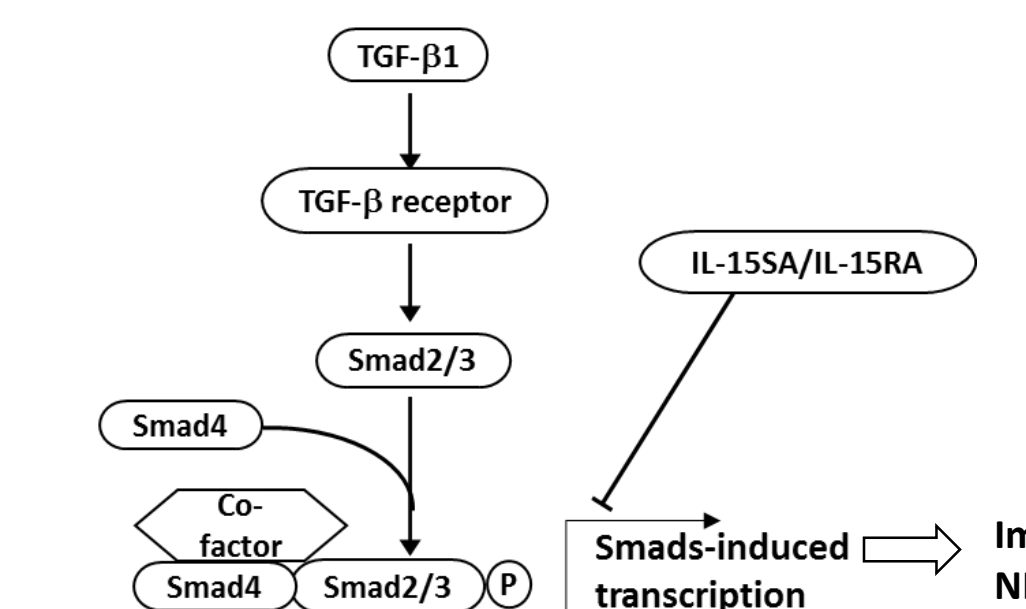 TGF-β1
TGF-β receptor
IL-15SA/IL-15RA
Smad2/3
Smad4
Co-
factor
Smad4
Smad2/3
P
Smads-induced
transcription